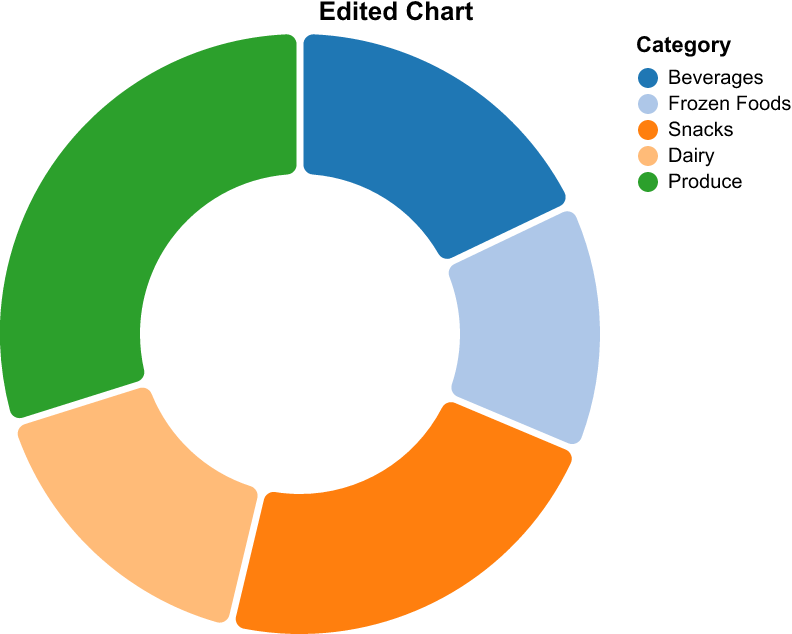 Edited Chart
Category
Beverages
Frozen Foods
Snacks
Dairy
Produce